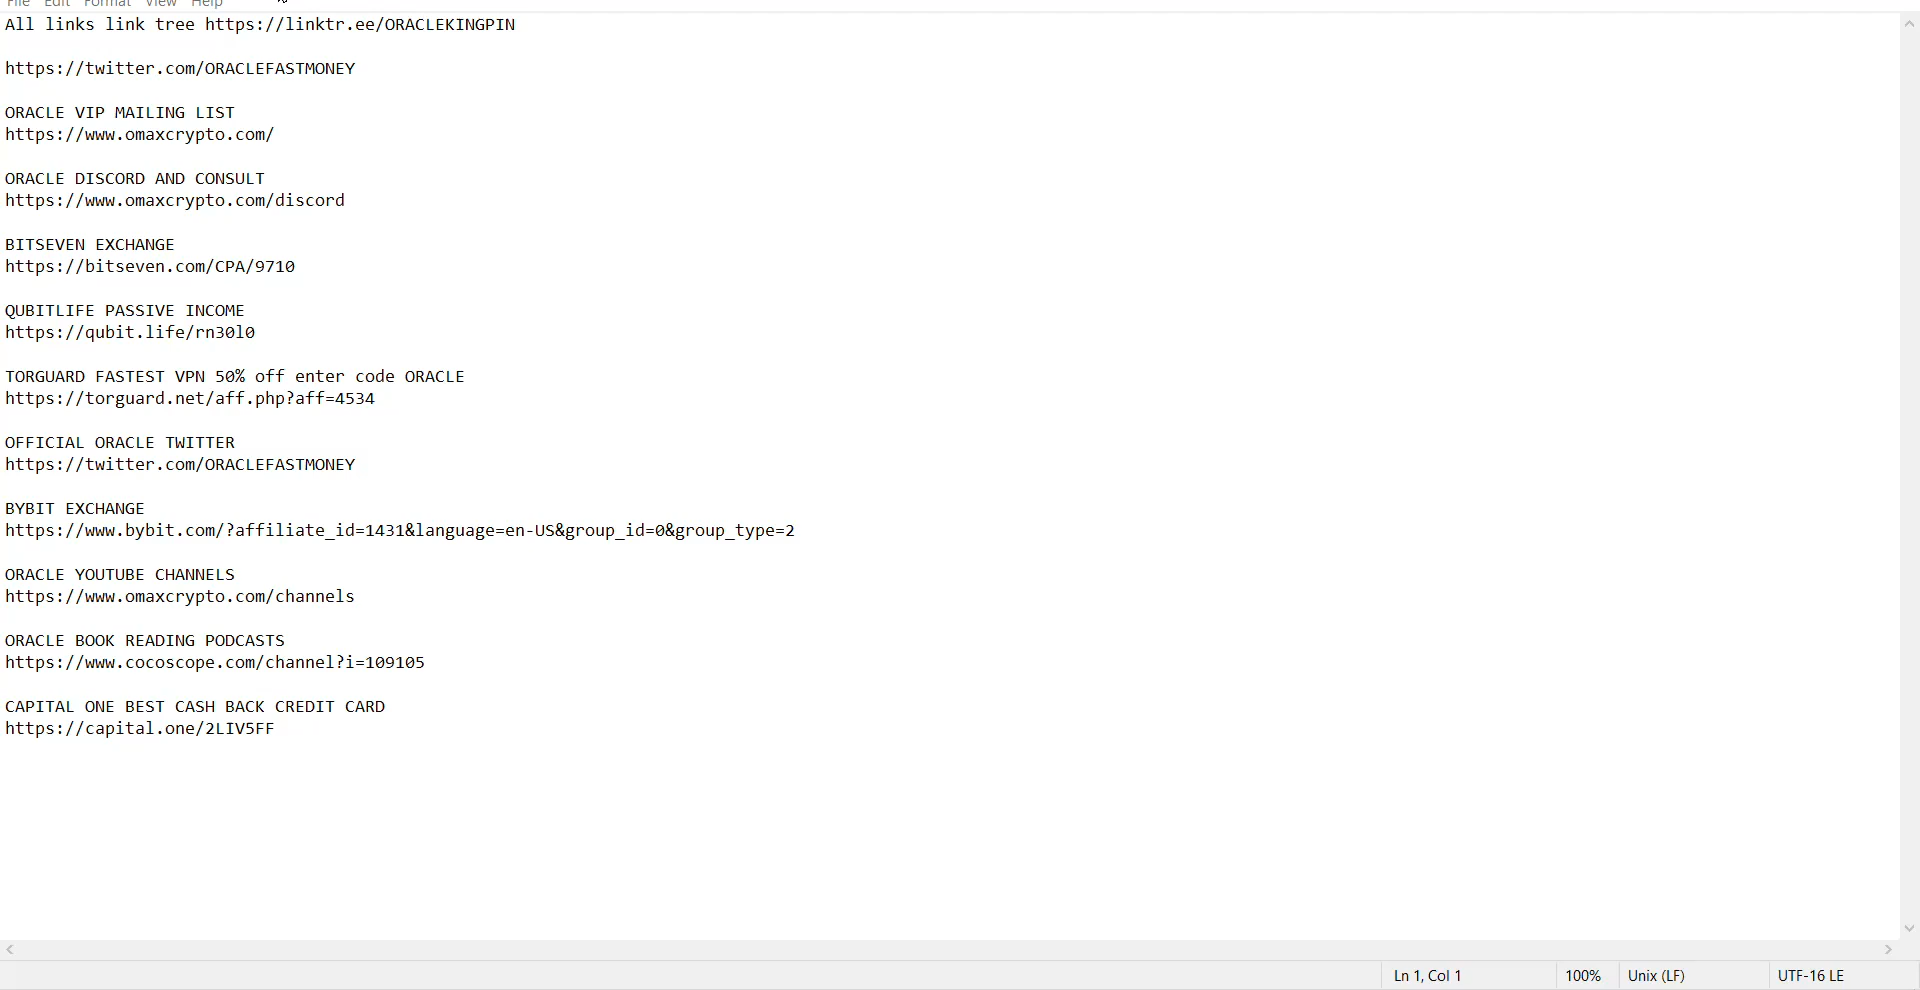 File Edit Format View Help
All links link tree https://linktr.ee/ORACLEKINGPIN
https://twitter.com/ORACLEFASTMONEY
ORACLE VIP MAILING LIST
https://www.omaxcrypto.com/
ORACLE DISCORD AND CONSULT
https://www.omaxcrypto.com/discord
BITSEVEN EXCHANGE
https://bitseven.com/CPA/9710
QUBITLIFE PASSIVE INCOME
https://qubit.life/rn30l0
TORGUARD FASTEST VPN 50% off enter code ORACLE
https://torguard.net/aff.php?aff=4534
OFFICIAL ORACLE TWITTER
https://twitter.com/ORACLEFASTMONEY
BYBIT EXCHANGE
https://www.bybit.com/?affiliate_id=1431&language=en-US&group_id=0&group_type=2
ORACLE YOUTUBE CHANNELS
https://www.omaxcrypto.com/channels
ORACLE BOOK READING PODCASTS
https://www.cocoscope.com/channel?i=109105
CAPITAL ONE BEST CASH BACK CREDIT CARD
https://capital.one/2LIV5FF
Ln 1, Col 1 100% Unix (LF) UTF-16 LE